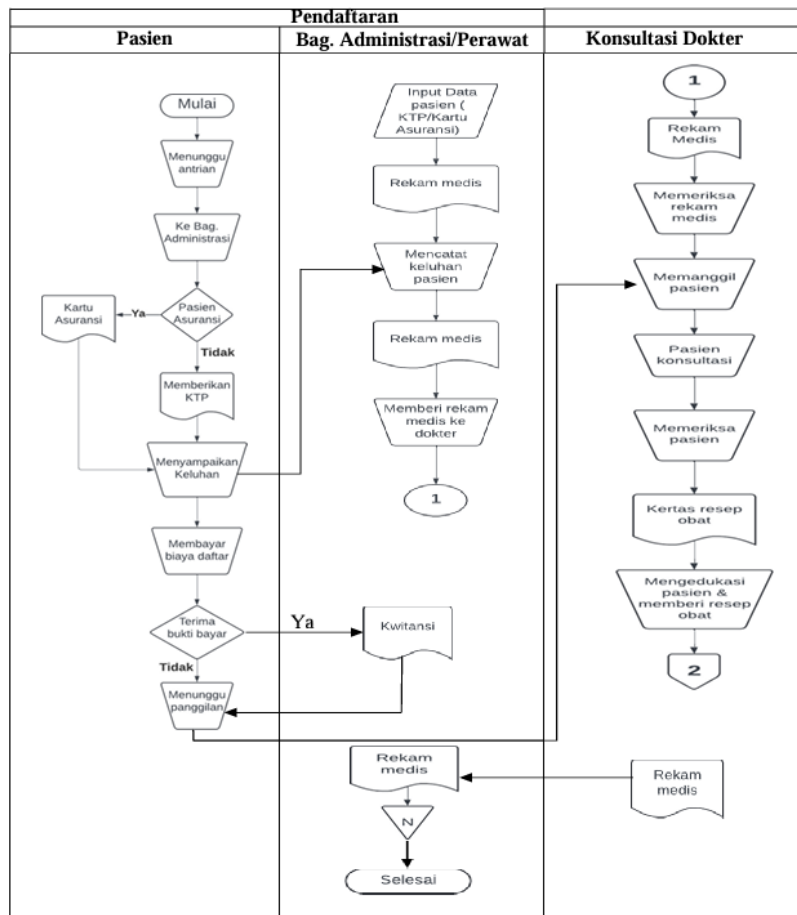 Pendaftaran
Pasien
Bag. Administrasi/Perawat
Konsultasi Dokter
Mulai
Menunggu
antrian
Ke Bag.
Administrasi
Pasien
Asuransi
Ya
Kartu
Asuransi
Tidak
Memberikan
KTP
Menyampaikan
Keluhan
Membayar
biaya daftar
Terima
bukti bayar
Ya
Tidak
Menunggu
panggilan
Input Data
pasien (
KTP/Kartu
Asuransi)
Rekam medis
Mencatat
keluhan
pasien
Rekam medis
Memberi rekam
medis ke
dokter
1
Kwitansi
Rekam
medis
N
Selesai
1
Rekam
Medis
Memeriksa
rekam
medis
Memanggil
pasien
Pasien
konsultasi
Memeriksa
pasien
Kertas resep
obat
Mengedukasi
pasien &
memberi resep
obat
2
Rekam
medis